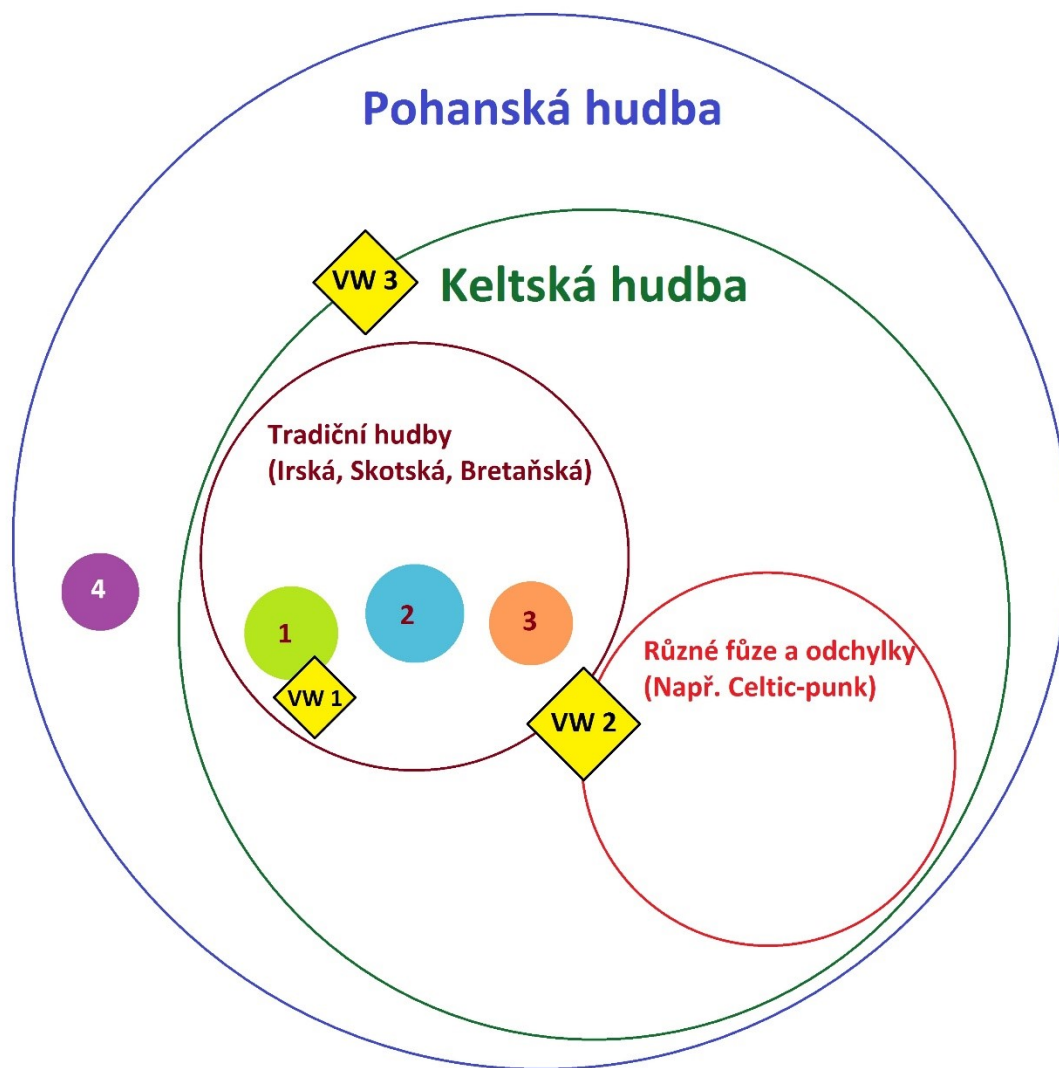 Pohanská hudba
VW 3
Keltská hudba
Tradiční hudby
(Irská, Skotská, Bretaňská)
4
1
2
3
VW 1
VW 2
Různé fůze a odchylky
(Např. Celtic-punk)